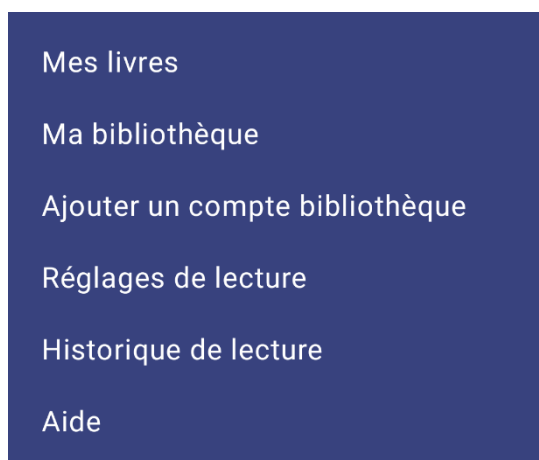 Mes livres
Ma bibliothèque
Ajouter un compte bibliothèque
Réglages de lecture
Historique de lecture
Aide